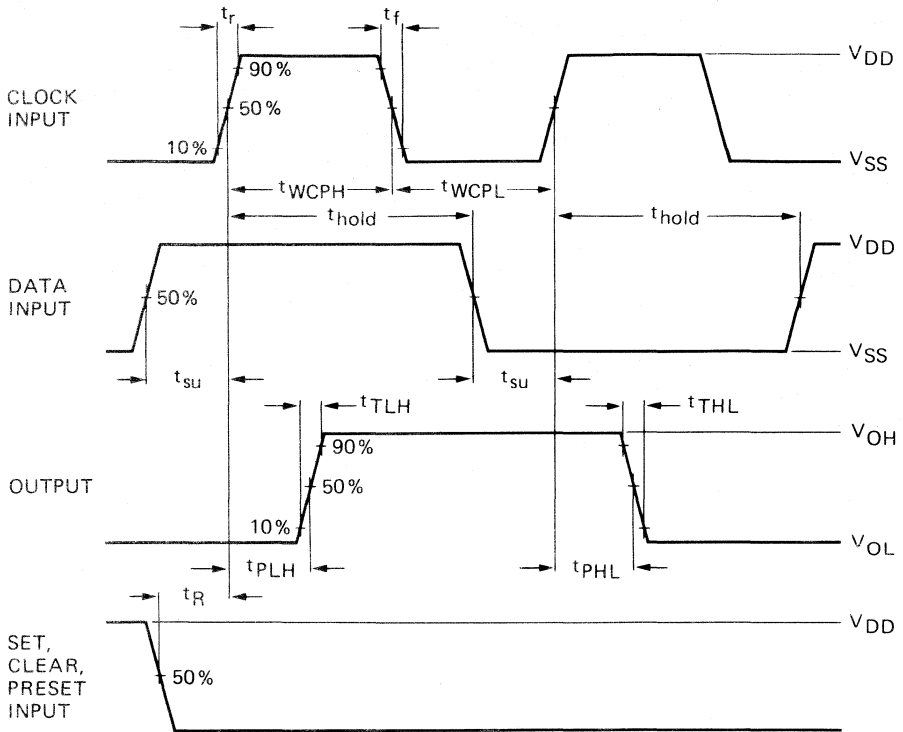 tr
tf
VDD
90%
CLOCK
INPUT
50%
10%
VSS
tWCPH
tWCPL
thold
thold
VDD
DATA
INPUT
50%
VSS
tsu
tsu
tTLH
tTHL
VOH
90%
OUTPUT
50%
10%
VOL
tPLH
tPHL
tR
VDD
SET,
CLEAR,
PRESET
INPUT
50%